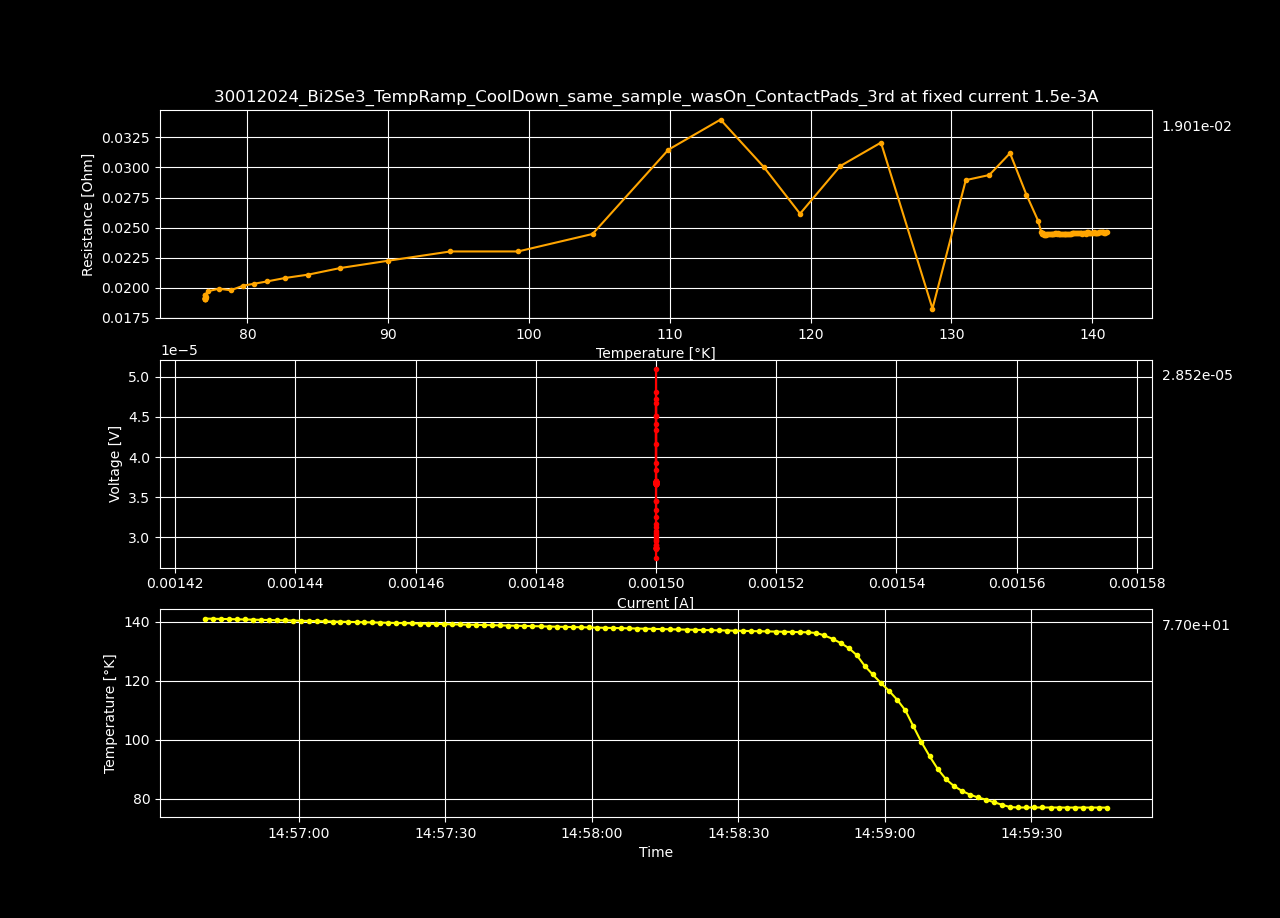 30012024_Bi2Se3_TempRamp_CoolDown_same_sample_wasOn_ContactPads_3rd at fixed current 1.5e-3A
1.901e-02
Resistance [Ohm]
0.0325
0.0300
0.0275
0.0250
0.0225
0.0200
0.0175
80 90 100 110 120 130 140
Temperature [°K]
1e−5
2.852e-05
Voltage [V]
5.0
4.5
4.0
3.5
3.0
0.00142 0.00144 0.00146 0.00148 0.00150 0.00152 0.00154 0.00156 0.00158
Current [A]
7.70e+01
Temperature [°K]
140
120
100
80
14:57:00 14:57:30 14:58:00 14:58:30 14:59:00 14:59:30
Time